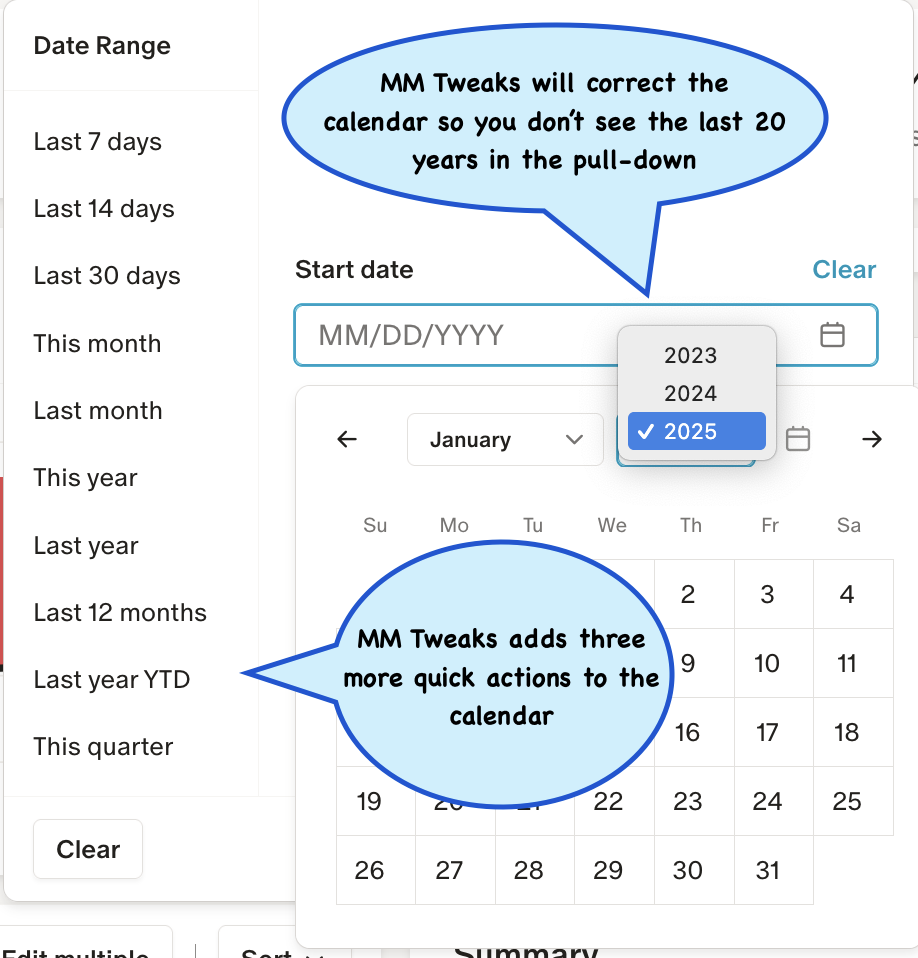 Date Range
Last 7 days
Last 14 days
Last 30 days
This month
Last month
This year
Last year
Last 12 months
Last year YTD
This quarter
Clear
MM Tweaks will correct the
calendar so you don't see the last 20
years in the pull-down
Start date Clear
MM/DD/YYYY
2023
2024
✓ 2025
January
Su Mo Tu We Th Fr Sa
2 3 4
MM Tweaks adds three
more quick actions to the
calendar
9 10 11
16 17 18
19 22 23 24 25
26 27 28 29 30 31
Edit multiple Sort Summary